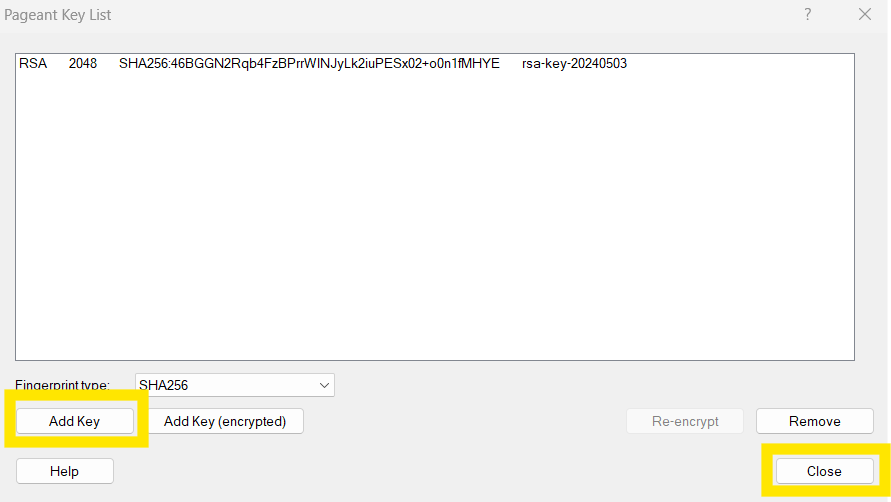 Pageant Key List
RSA 2048 SHA256:46BGGN2Rqb4FzBPrrWINJyLk2iuPESx02+o0n1fMHYE rsa-key-20240503
Fingerprint type: SHA256
Add Key Add Key (encrypted) Re-encrypt Remove
Help Close